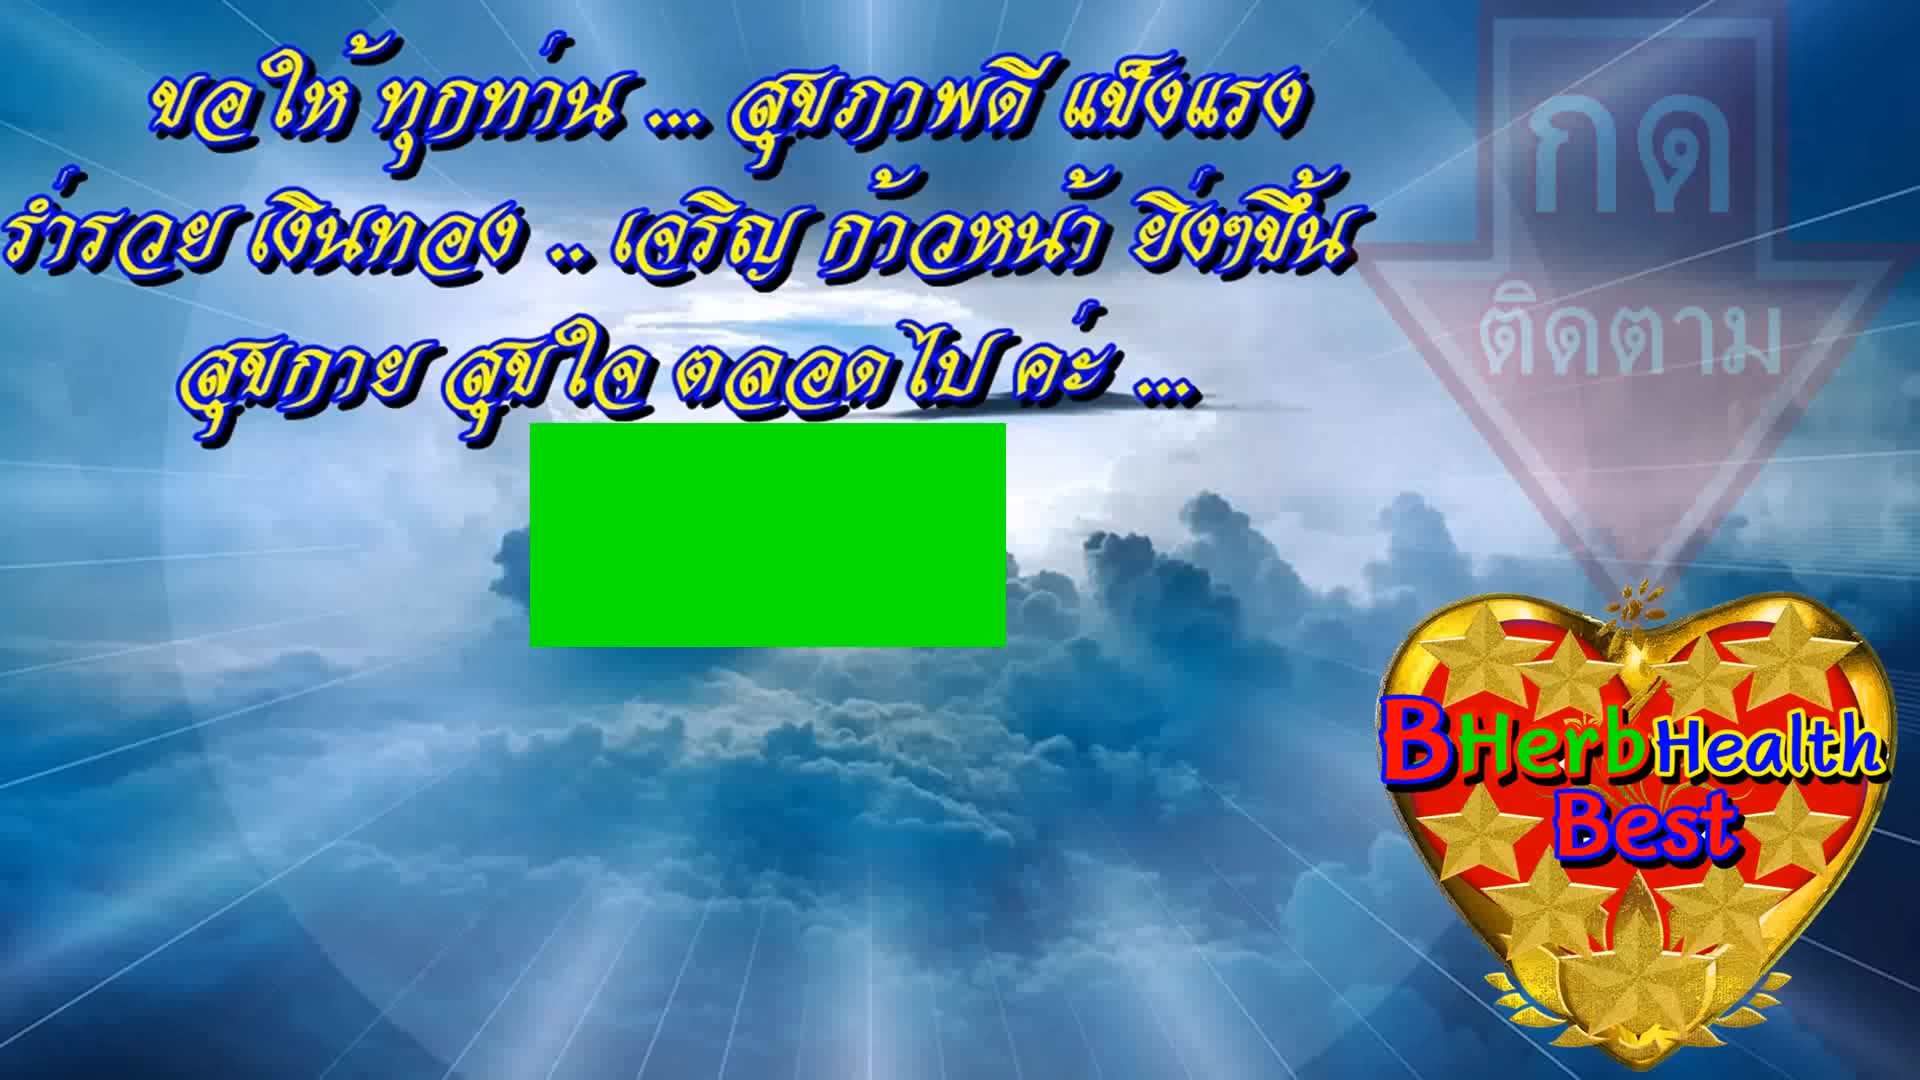 ขอให้ ทุกท่าน ... สุขภาพดี แข็งแรง
ร่ำรวย เงินทอง .. เจริญ ก้าวหน้า ยิ่งๆขึ้น
สุขกาย สุขใจ ตลอดไป ค่ะ ...
กด
ติดตาม
BHerbHealth
Best